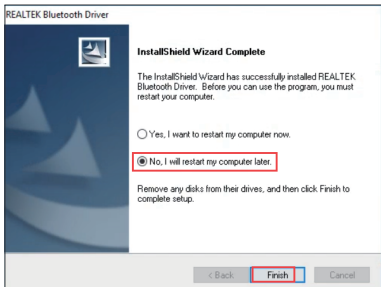 REALTEK Bluetooth Driver
InstallShield Wizard Complete
The InstallShield Wizard has successfully installed REALTEK
Bluetooth Driver. Before you can use the program, you must
restart your computer.
Yes, I want to restart my computer now.
No, I will restart my computer later.
Remove any disks from their drives, and then click Finish to
complete setup.
< Back Finish Cancel